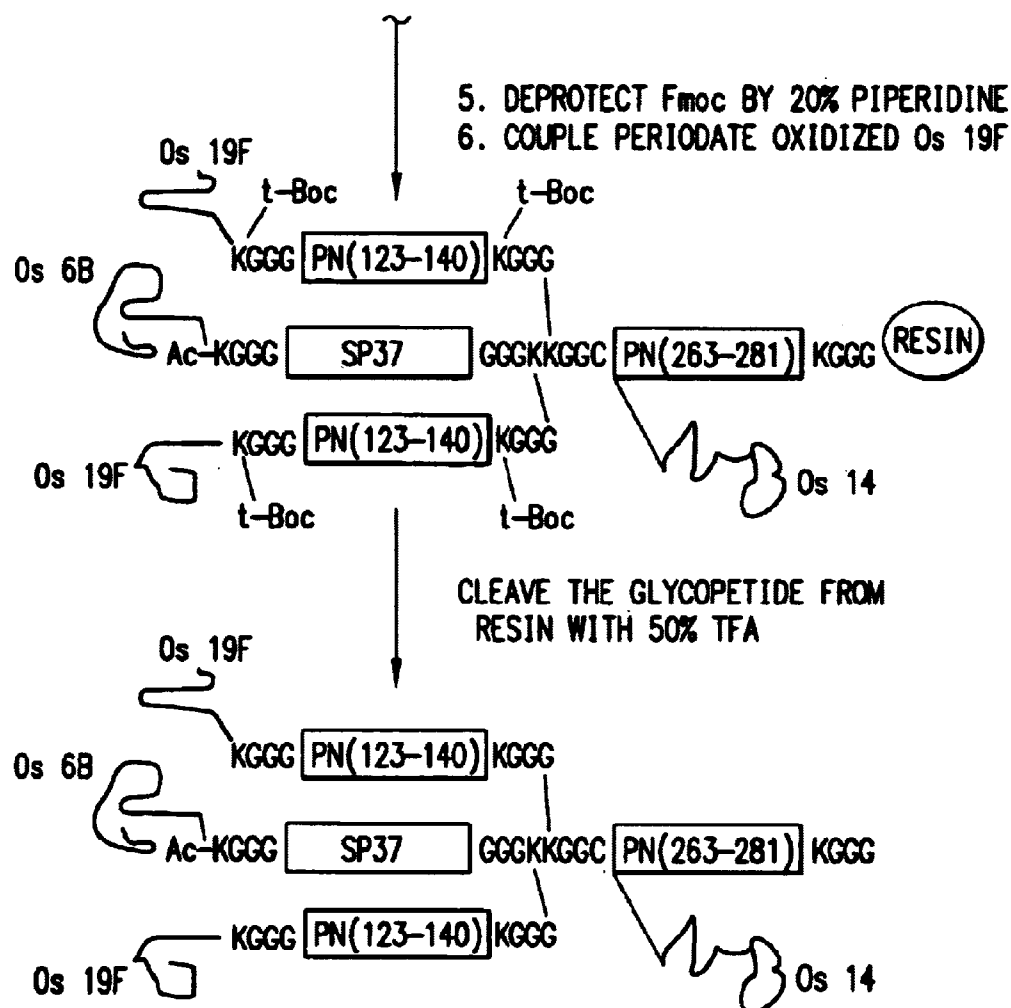 5. DEPROTECT Fmoc BY 20% PIPERIDINE
6. COUPLE PERIODATE OXIDIZED Os 19F
Os 19F
t-Boc t-Boc
KGGG PN(123-140) KGGG
Os 6B
Ac-KGGG SP37 GGGKKGGC PN(263-281) KGGG RESIN
KGGG PN(123-140) KGGG
Os 19F Os 14
t-Boc t-Boc
CLEAVE THE GLYCOPETIDE FROM
RESIN WITH 50% TFA
Os 19F
KGGG PN(123-140) KGGG
Os 6B
Ac-KGGG SP37 GGGKKGGC PN(263-281) KGGG
KGGG PN(123-140) KGGG
Os 19F Os 14